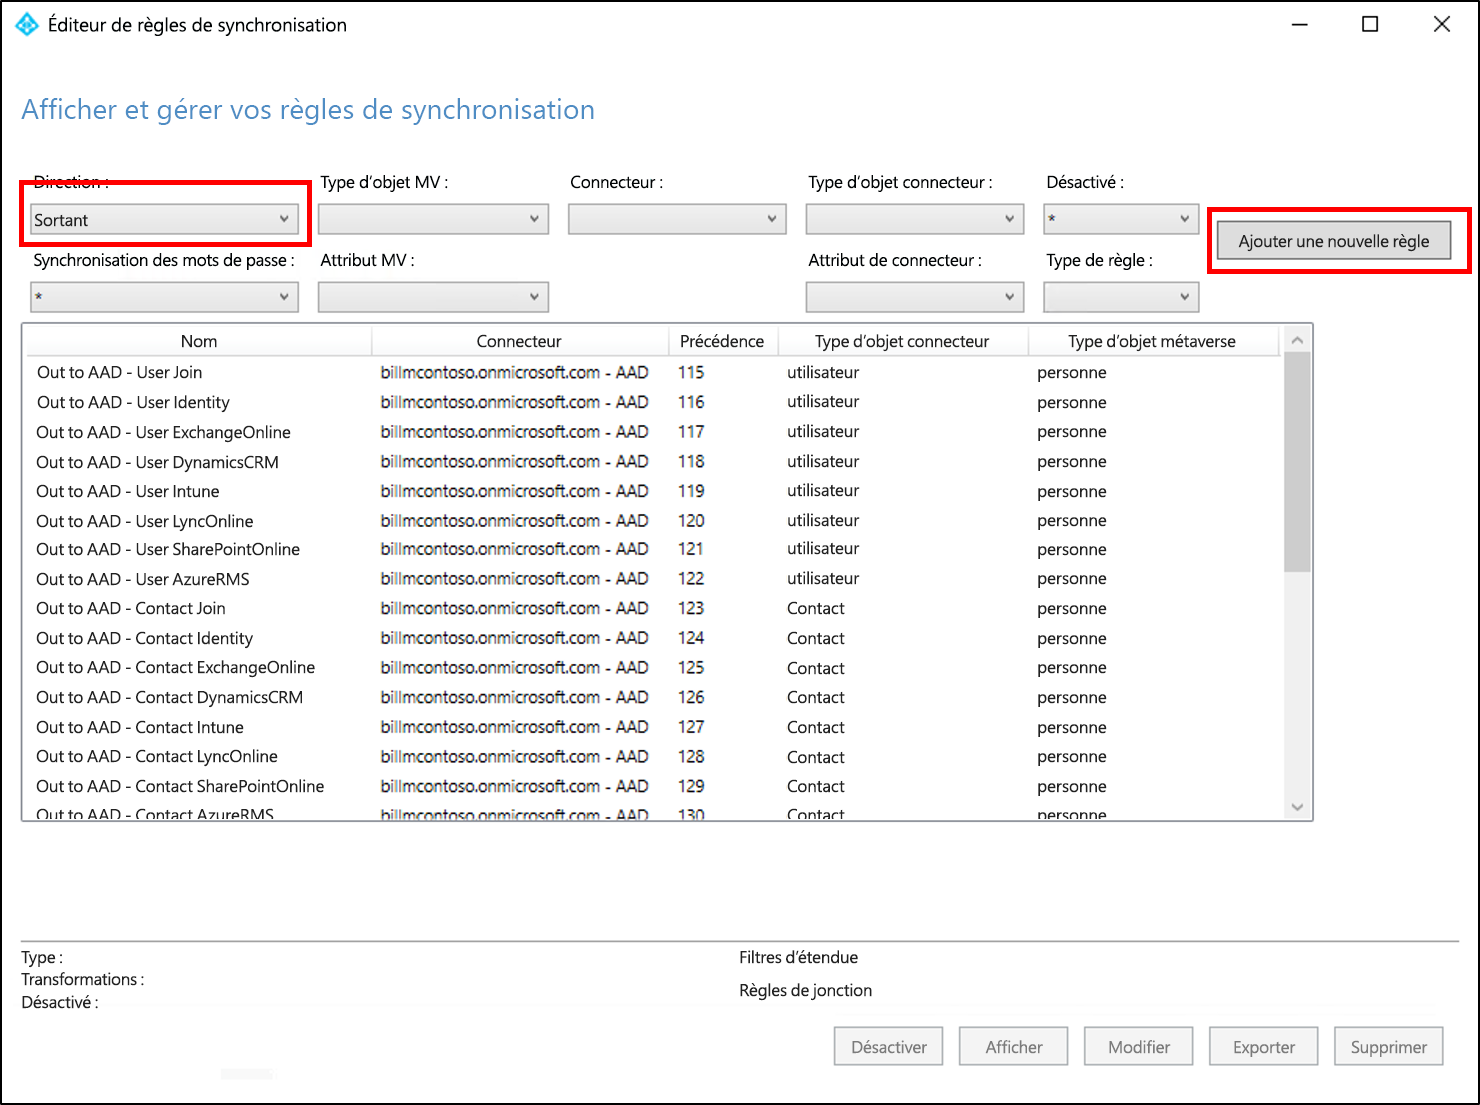 Éditeur de règles de synchronisation
Afficher et gérer vos règles de synchronisation
Direction : Type d'objet MV : Connecteur : Type d'objet connecteur : Désactivé :
Sortant *
Ajouter une nouvelle règle
Synchronisation des mots de passe : Attribut MV : Attribut de connecteur : Type de règle :
*
Nom Connecteur Précédence Type d'objet connecteur Type d'objet métaverse
Out to AAD - User Join billmcontoso.onmicrosoft.com - AAD 115 utilisateur personne
Out to AAD - User Identity billmcontoso.onmicrosoft.com - AAD 116 utilisateur personne
Out to AAD - User ExchangeOnline billmcontoso.onmicrosoft.com - AAD 117 utilisateur personne
Out to AAD - User DynamicsCRM billmcontoso.onmicrosoft.com - AAD 118 utilisateur personne
Out to AAD - User Intune billmcontoso.onmicrosoft.com - AAD 119 utilisateur personne
Out to AAD - User LyncOnline billmcontoso.onmicrosoft.com - AAD 120 utilisateur personne
Out to AAD - User SharePointOnline billmcontoso.onmicrosoft.com - AAD 121 utilisateur personne
Out to AAD - User AzureRMS billmcontoso.onmicrosoft.com - AAD 122 utilisateur personne
Out to AAD - Contact Join billmcontoso.onmicrosoft.com - AAD 123 Contact personne
Out to AAD - Contact Identity billmcontoso.onmicrosoft.com - AAD 124 Contact personne
Out to AAD - Contact ExchangeOnline billmcontoso.onmicrosoft.com - AAD 125 Contact personne
Out to AAD - Contact DynamicsCRM billmcontoso.onmicrosoft.com - AAD 126 Contact personne
Out to AAD - Contact Intune billmcontoso.onmicrosoft.com - AAD 127 Contact personne
Out to AAD - Contact LyncOnline billmcontoso.onmicrosoft.com - AAD 128 Contact personne
Out to AAD - Contact SharePointOnline billmcontoso.onmicrosoft.com - AAD 129 Contact personne
Out to AAD - Contact AzureRMS billmcontoso.onmicrosoft.com - AAD 130 Contact personne
Type : Filtres d'étendue
Transformations :
Règles de jonction
Désactivé :
Désactiver Afficher Modifier Exporter Supprimer